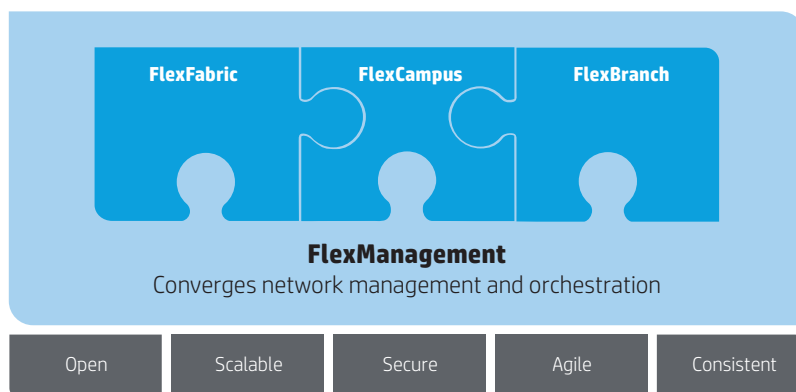 FlexFabric
FlexCampus
FlexBranch
FlexManagement
Converges network management and orchestration
Open
Scalable
Secure
Agile
Consistent